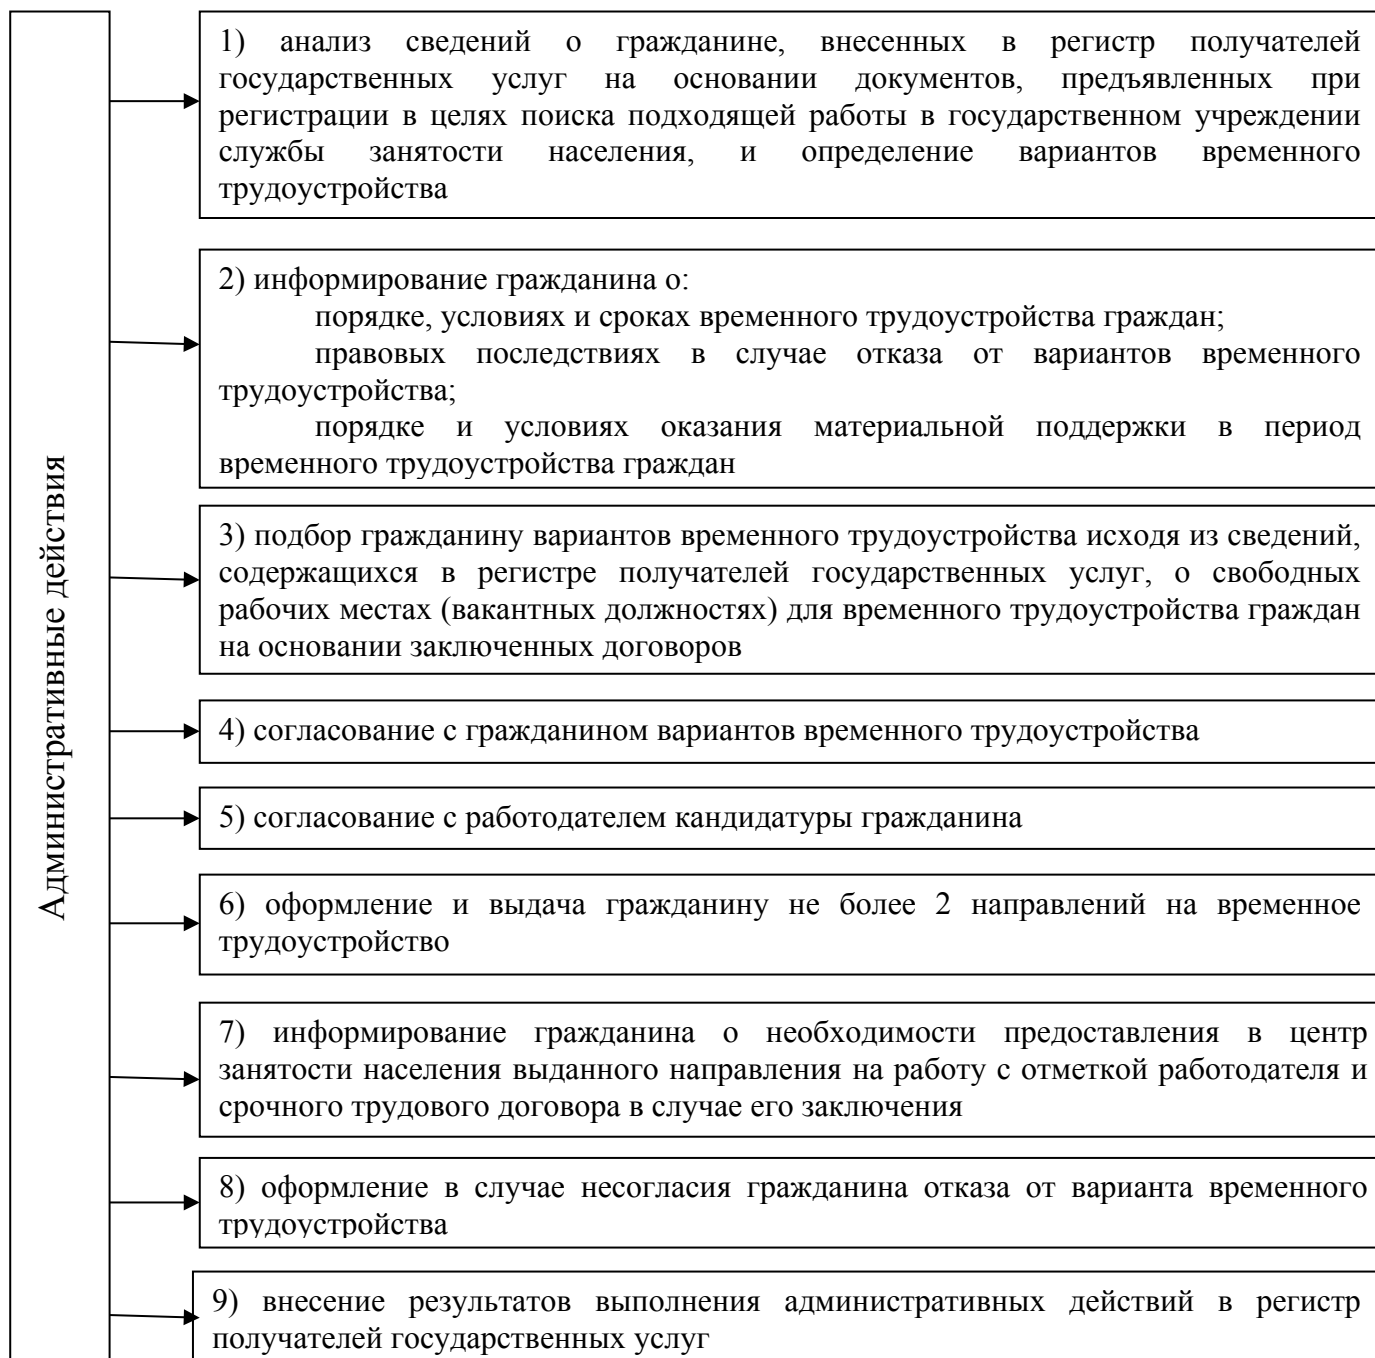 Административные действия
1) анализ сведений о гражданине, внесенных в регистр получателей
государственных услуг на основании документов, предъявленных при
регистрации в целях поиска подходящей работы в государственном учреждении
службы занятости населения, и определение вариантов временного
трудоустройства
2) информирование гражданина о:
порядке, условиях и сроках временного трудоустройства граждан;
правовых последствиях в случае отказа от вариантов временного
трудоустройства;
порядке и условиях оказания материальной поддержки в период
временного трудоустройства граждан
3) подбор гражданину вариантов временного трудоустройства исходя из сведений,
содержащихся в регистре получателей государственных услуг, о свободных
рабочих местах (вакантных должностях) для временного трудоустройства граждан
на основании заключенных договоров
4) согласование с гражданином вариантов временного трудоустройства
5) согласование с работодателем кандидатуры гражданина
6) оформление и выдача гражданину не более 2 направлений на временное
трудоустройство
7) информирование гражданина о необходимости предоставления в центр
занятости населения выданного направления на работу с отметкой работодателя и
срочного трудового договора в случае его заключения
8) оформление в случае несогласия гражданина отказа от варианта временного
трудоустройства
9) внесение результатов выполнения административных действий в регистр
получателей государственных услуг